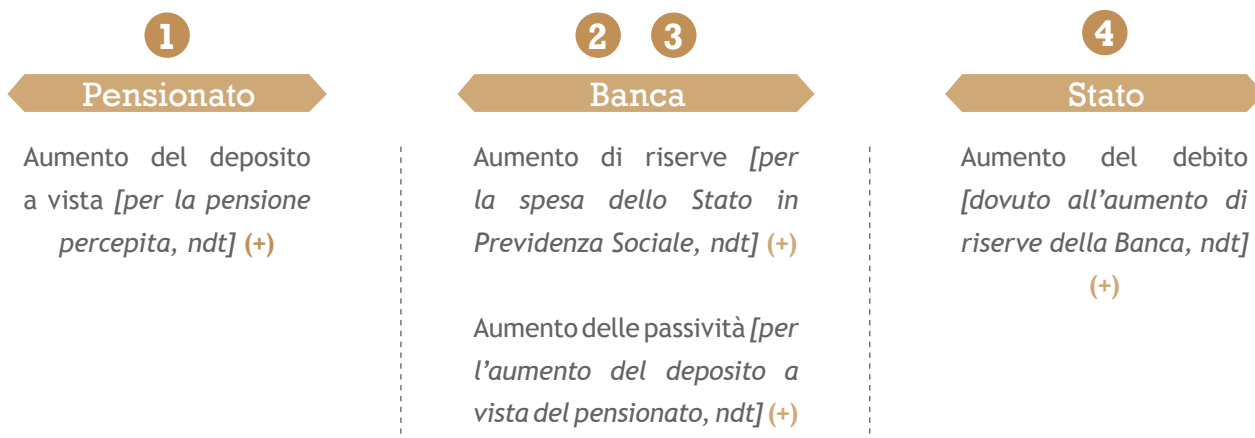 1
Pensionato
Aumento del deposito
a vista [per la pensione
percepita, ndt] (+)
2 3
Banca
Aumento di riserve [per
la spesa dello Stato in
Previdenza Sociale, ndt] (+)
Aumento delle passività [per
l’aumento del deposito a
vista del pensionato, ndt] (+)
4
Stato
Aumento del debito
[dovuto all’aumento di
riserve della Banca, ndt]
(+)